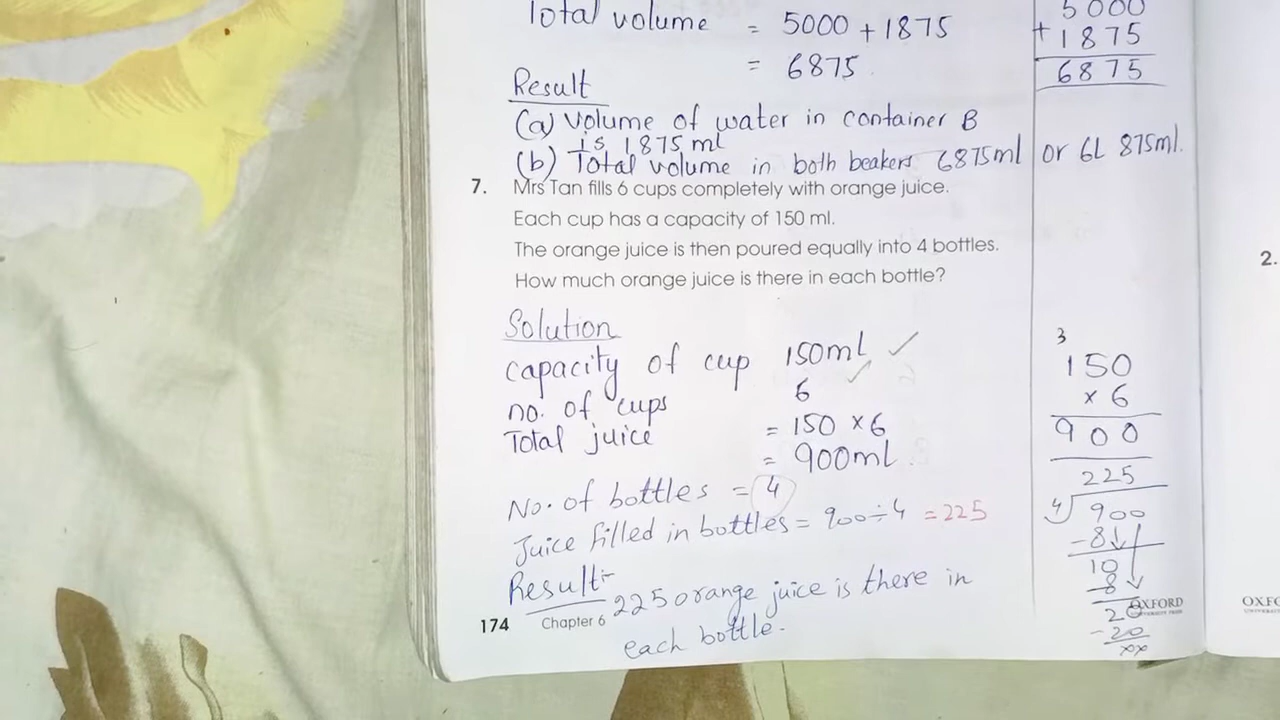 Total volume = 5000 + 1875
= 6875
5000
+ 1875
6875
Result
(a) Volume of water in container B
is 1875 ml
(b) Total volume in both beakers 6875ml or 6L 875ml.
7. Mrs Tan fills 6 cups completely with orange juice.
Each cup has a capacity of 150 ml.
The orange juice is then poured equally into 4 bottles.
How much orange juice is there in each bottle?
Solution
capacity of cup 150ml ✓
no. of cups 6 ✓
Total juice = 150 × 6
= 900ml
No. of bottles = 4
Juice filled in bottles = 900÷4 = 225
Result:-
225 orange juice is there in
each bottle.
174 Chapter 6
3
150
× 6
900
225
4)900
-8
10
-8
20
-20
xx
OXFORD
UNIVERSITY PRESS
2.
OXFO